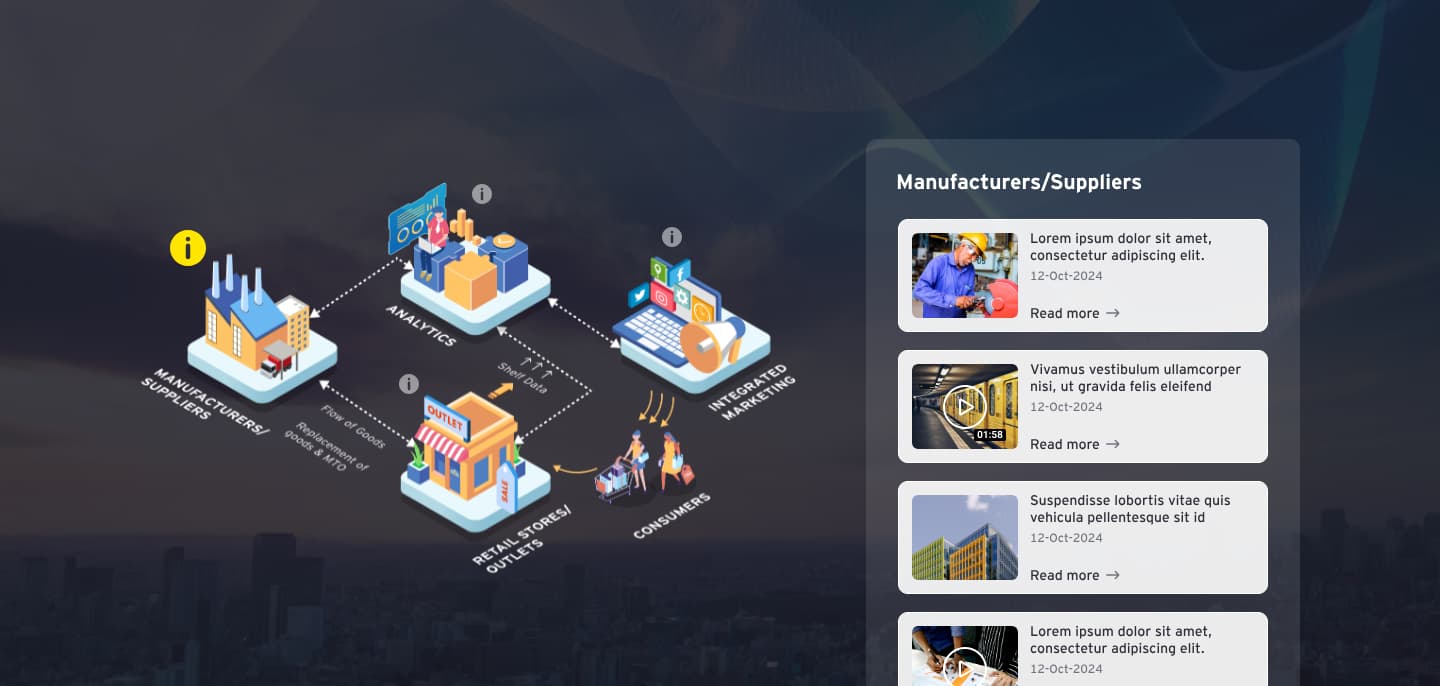 ANALYTICS
MANUFACTURERS/
SUPPLIERS
INTEGRATED
MARKETING
Shelf Data
Flow of Goods
Replacement of
goods & MTO
OUTLET
SALE
RETAIL STORES/
OUTLETS
CONSUMERS
Manufacturers/Suppliers
Lorem ipsum dolor sit amet,
consectetur adipiscing elit.
12-Oct-2024
Read more
Vivamus vestibulum ullamcorper
nisi, ut gravida felis eleifend
12-Oct-2024
01:58
Read more
Suspendisse lobortis vitae quis
vehicula pellentesque sit id
12-Oct-2024
Read more
Lorem ipsum dolor sit amet,
consectetur adipiscing elit.
12-Oct-2024